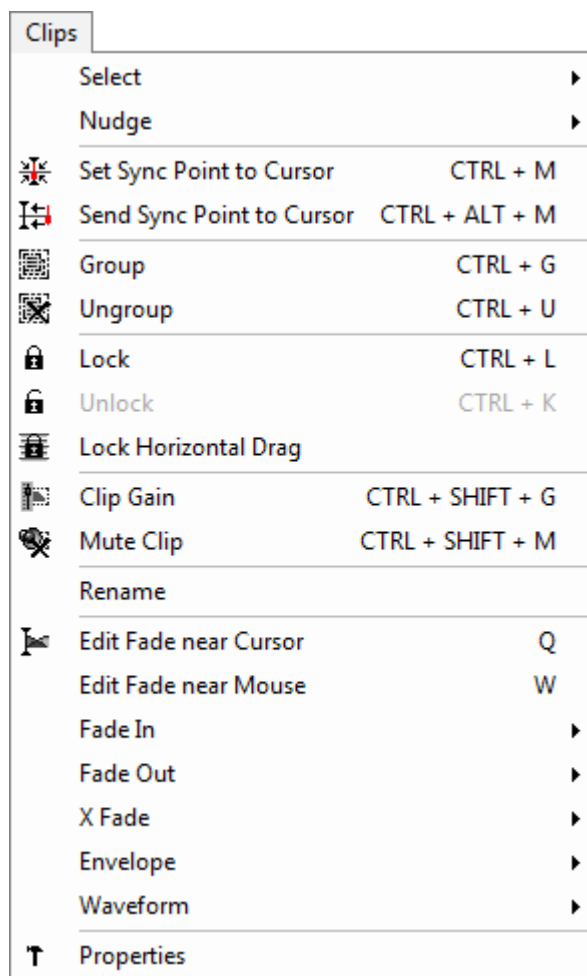 Clips
Select
Nudge
Set Sync Point to Cursor CTRL + M
Send Sync Point to Cursor CTRL + ALT + M
Group CTRL + G
Ungroup CTRL + U
Lock CTRL + L
Unlock CTRL + K
Lock Horizontal Drag
Clip Gain CTRL + SHIFT + G
Mute Clip CTRL + SHIFT + M
Rename
Edit Fade near Cursor Q
Edit Fade near Mouse W
Fade In
Fade Out
X Fade
Envelope
Waveform
Properties